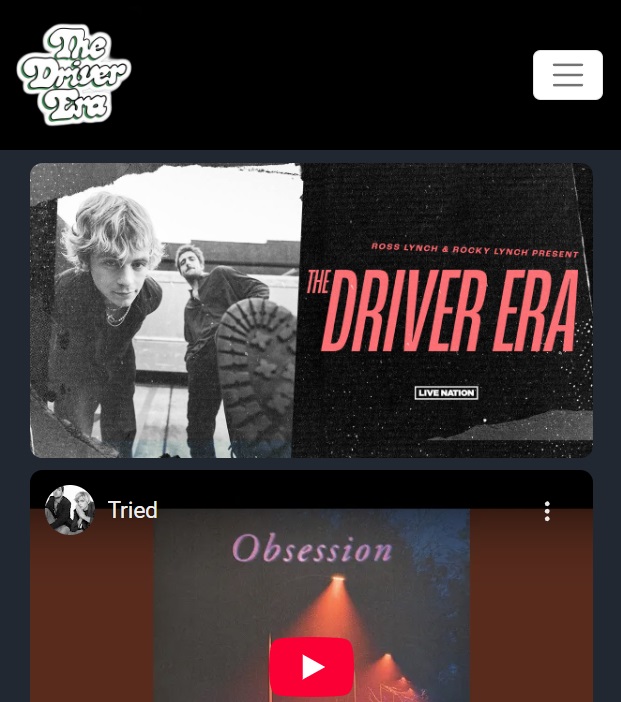 The
Driver
Era
ROSS LYNCH & ROCKY LYNCH PRESENT
THE DRIVER ERA
LIVE NATION
Tried
Obsession